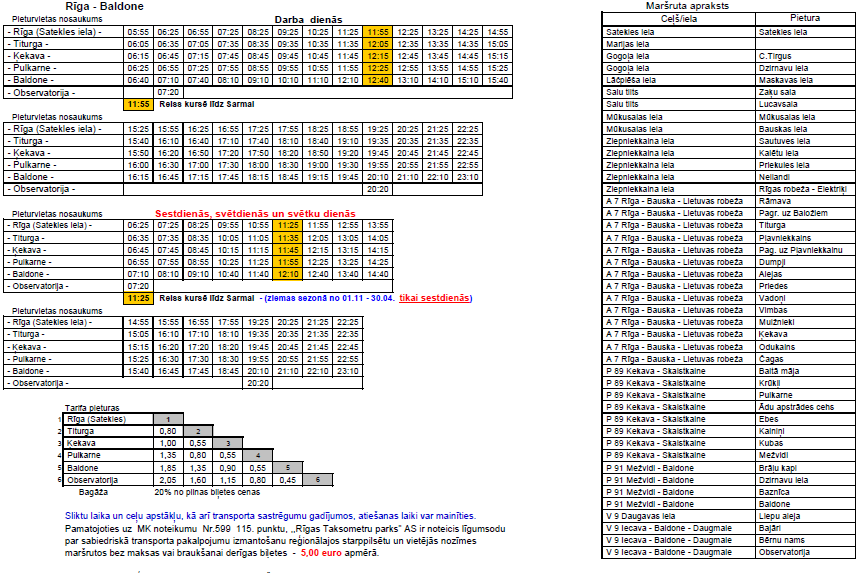 Rīga - Baldone
Pieturvietas nosaukums Darba dienās
- Rīga (Satekles iela) - 05:55 06:25 06:55 07:25 08:25 09:25 10:25 11:25 11:55 12:25 13:25 14:25 14:55
- Titurga - 06:05 06:35 07:05 07:35 08:35 09:35 10:35 11:35 12:05 12:35 13:35 14:35 15:05
- Ķekava - 06:15 06:45 07:15 07:45 08:45 09:45 10:45 11:45 12:15 12:45 13:45 14:45 15:15
- Pulkarne - 06:25 06:55 07:25 07:55 08:55 09:55 10:55 11:55 12:25 12:55 13:55 14:55 15:25
- Baldone - 06:40 07:10 07:40 08:10 09:10 10:10 11:10 12:10 12:40 13:10 14:10 15:10 15:40
- Observatorija - 07:20
11:55 Reiss kursē līdz Sarmai
Pieturvietas nosaukums
- Rīga (Satekles iela) - 15:25 15:55 16:25 16:55 17:25 17:55 18:25 18:55 19:25 20:25 21:25 22:25
- Titurga - 15:40 16:10 16:40 17:10 17:40 18:10 18:40 19:10 19:35 20:35 21:35 22:35
- Ķekava - 15:50 16:20 16:50 17:20 17:50 18:20 18:50 19:20 19:45 20:45 21:45 22:45
- Pulkarne - 16:00 16:30 17:00 17:30 18:00 18:30 19:00 19:30 19:55 20:55 21:55 22:55
- Baldone - 16:15 16:45 17:15 17:45 18:15 18:45 19:15 19:45 20:10 21:10 22:10 23:10
- Observatorija - 20:20
Pieturvietas nosaukums Sestdienās, svētdienās un svētku dienās
- Rīga (Satekles iela) - 06:25 07:25 08:25 09:55 10:55 11:25 11:55 12:55 13:55
- Titurga - 06:35 07:35 08:35 10:05 11:05 11:35 12:05 13:05 14:05
- Ķekava - 06:45 07:45 08:45 10:15 11:15 11:45 12:15 13:15 14:15
- Pulkarne - 06:55 07:55 08:55 10:25 11:25 11:55 12:25 13:25 14:25
- Baldone - 07:10 08:10 09:10 10:40 11:40 12:10 12:40 13:40 14:40
- Observatorija - 07:20
11:25 Reiss kursē līdz Sarmai - (ziemas sezonā no 01.11 - 30.04. tikai sestdienās)
Pieturvietas nosaukums
- Rīga (Satekles iela) - 14:55 15:55 16:55 17:55 19:25 20:25 21:25 22:25
- Titurga - 15:05 16:10 17:10 18:10 19:35 20:35 21:35 22:35
- Ķekava - 15:15 16:20 17:20 18:20 19:45 20:45 21:45 22:45
- Pulkarne - 15:25 16:30 17:30 18:30 19:55 20:55 21:55 22:55
- Baldone - 15:40 16:45 17:45 18:45 20:10 21:10 22:10 23:10
- Observatorija - 20:20
Tarifa pieturas
1 Rīga (Satekles) 1
2 Titurga 0,80 2
3 Ķekava 1,00 0,55 3
4 Pulkarne 1,35 0,80 0,55 4
5 Baldone 1,85 1,35 0,90 0,55 5
6 Observatorija 2,05 1,60 1,15 0,80 0,45 6
Bagāža 20% no pilnas biļetes cenas
Sliktu laika un ceļu apstākļu, kā arī transporta sastrēgumu gadījumos, atiešanas laiki var mainīties.
Pamatojoties uz MK noteikumu Nr.599 115. punktu, ,,Rīgas Taksometru parks" AS ir noteicis līgumsodu
par sabiedriskā transporta pakalpojumu izmantošanu reģionālajos starppilsētu un vietējās nozīmes
maršrutos bez maksas vai braukšanai derīgas biļetes - 5,00 euro apmērā.
Maršruta apraksts
Ceļš/iela Pietura
Satekles iela Satekles iela
Marijas iela
Gogoļa iela C.Tirgus
Gogoļa iela Dzirnavu iela
Lāčplēša iela Maskavas iela
Salu tilts Zaķu sala
Salu tilts Lucavsala
Mūkusalas iela Mūkusalas iela
Mūkusalas iela Bauskas iela
Ziepniekkalna iela Sautuves iela
Ziepniekkalna iela Kalētu iela
Ziepniekkalna iela Priekules iela
Ziepniekkalna iela Neilandi
Ziepniekkalna iela Rīgas robeža - Elektriķi
A 7 Rīga - Bauska - Lietuvas robeža Rāmava
A 7 Rīga - Bauska - Lietuvas robeža Pagr. uz Baložiem
A 7 Rīga - Bauska - Lietuvas robeža Titurga
A 7 Rīga - Bauska - Lietuvas robeža Pļavniekkalns
A 7 Rīga - Bauska - Lietuvas robeža Pag. uz Pļavniekkalnu
A 7 Rīga - Bauska - Lietuvas robeža Dumpji
A 7 Rīga - Bauska - Lietuvas robeža Alejas
A 7 Rīga - Bauska - Lietuvas robeža Priedes
A 7 Rīga - Bauska - Lietuvas robeža Vadoņi
A 7 Rīga - Bauska - Lietuvas robeža Vimbas
A 7 Rīga - Bauska - Lietuvas robeža Muižnieki
A 7 Rīga - Bauska - Lietuvas robeža Ķekava
A 7 Rīga - Bauska - Lietuvas robeža Odukalns
A 7 Rīga - Bauska - Lietuvas robeža Čagas
P 89 Ķekava - Skaistkalne Baltā māja
P 89 Ķekava - Skaistkalne Krūkļi
P 89 Ķekava - Skaistkalne Pulkarne
P 89 Ķekava - Skaistkalne Ādu apstrādes cehs
P 89 Ķekava - Skaistkalne Ebes
P 89 Ķekava - Skaistkalne Kalniņi
P 89 Ķekava - Skaistkalne Kubas
P 89 Ķekava - Skaistkalne Mežvidi
P 91 Mežvidi - Baldone Brāļu kapi
P 91 Mežvidi - Baldone Dzirnavu iela
P 91 Mežvidi - Baldone Baznīca
P 91 Mežvidi - Baldone Baldone
V 9 Daugavas iela Liepu aleja
V 9 Iecava - Baldone - Daugmale Bajāri
V 9 Iecava - Baldone - Daugmale Bērnu nams
V 9 Iecava - Baldone - Daugmale Observatorija